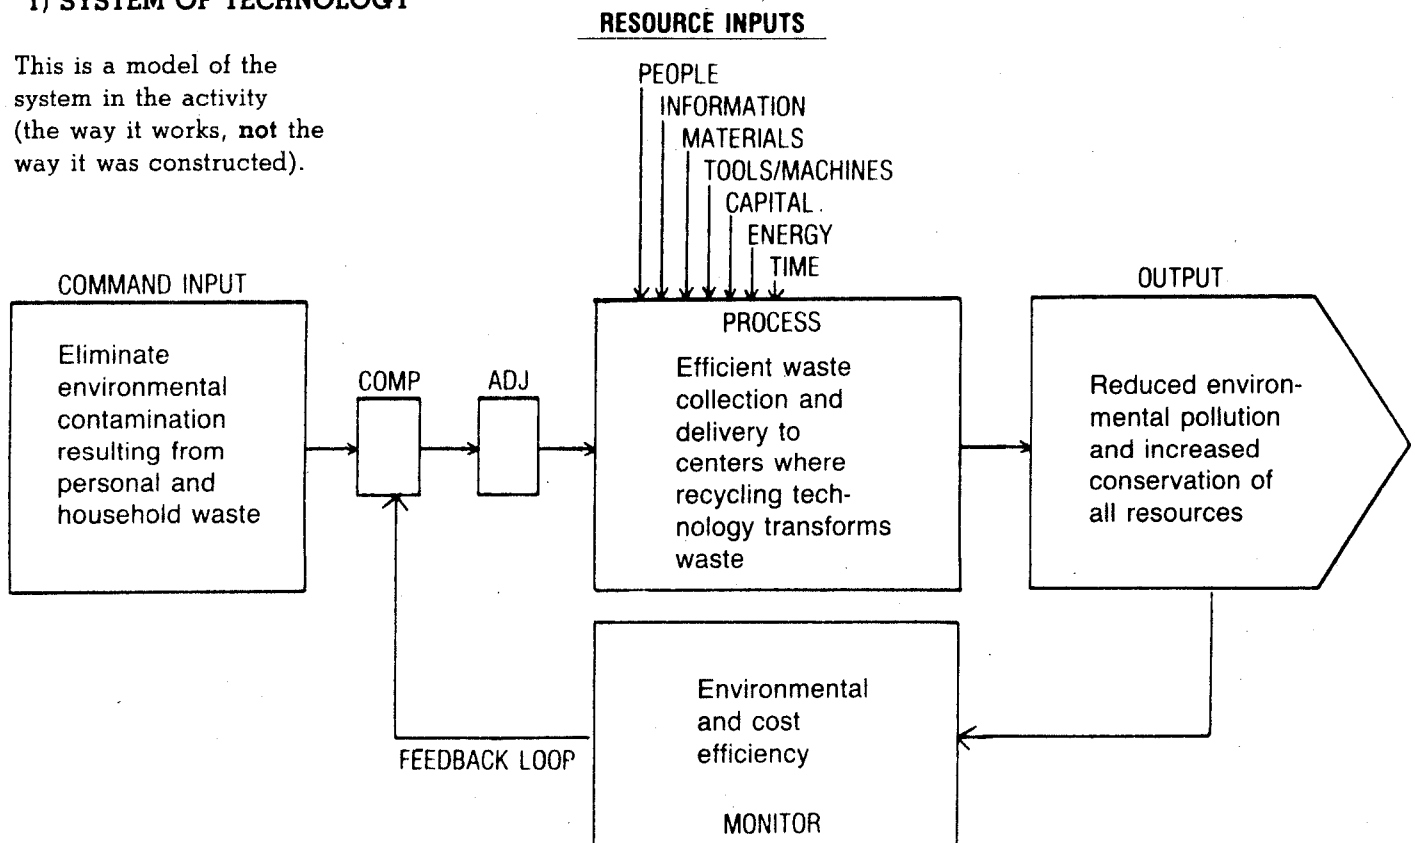 1) SYSTEM OF TECHNOLOGY
This is a model of the
system in the activity
(the way it works, not the
way it was constructed).
RESOURCE INPUTS
PEOPLE
INFORMATION
MATERIALS
TOOLS/MACHINES
CAPITAL.
ENERGY
TIME
COMMAND INPUT
Eliminate
environmental
contamination
resulting from
personal and
household waste
COMP
ADJ
PROCESS
Efficient waste
collection and
delivery to
centers where
recycling tech-
nology transforms
waste
OUTPUT
Reduced environ-
mental pollution
and increased
conservation of
all resources
FEEDBACK LOOP
Environmental
and cost
efficiency
MONITOR